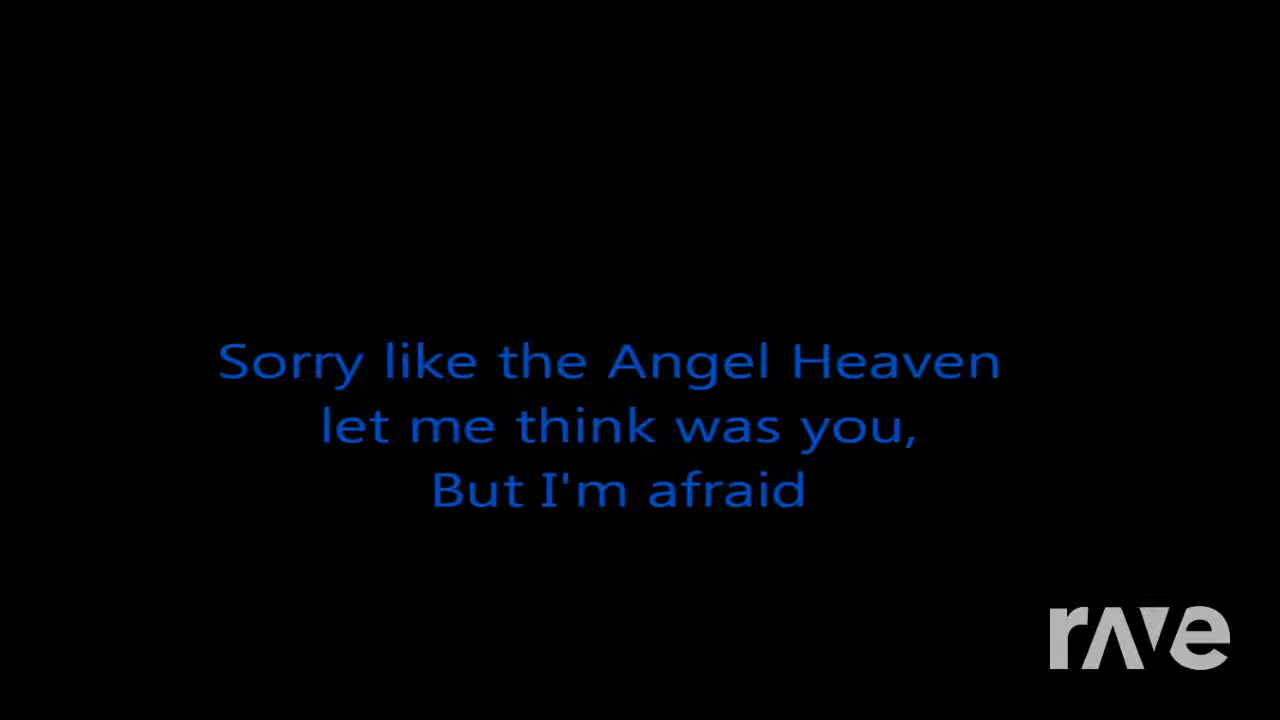 Sorry like the Angel Heaven
let me think was you,
But I'm afraid
rave